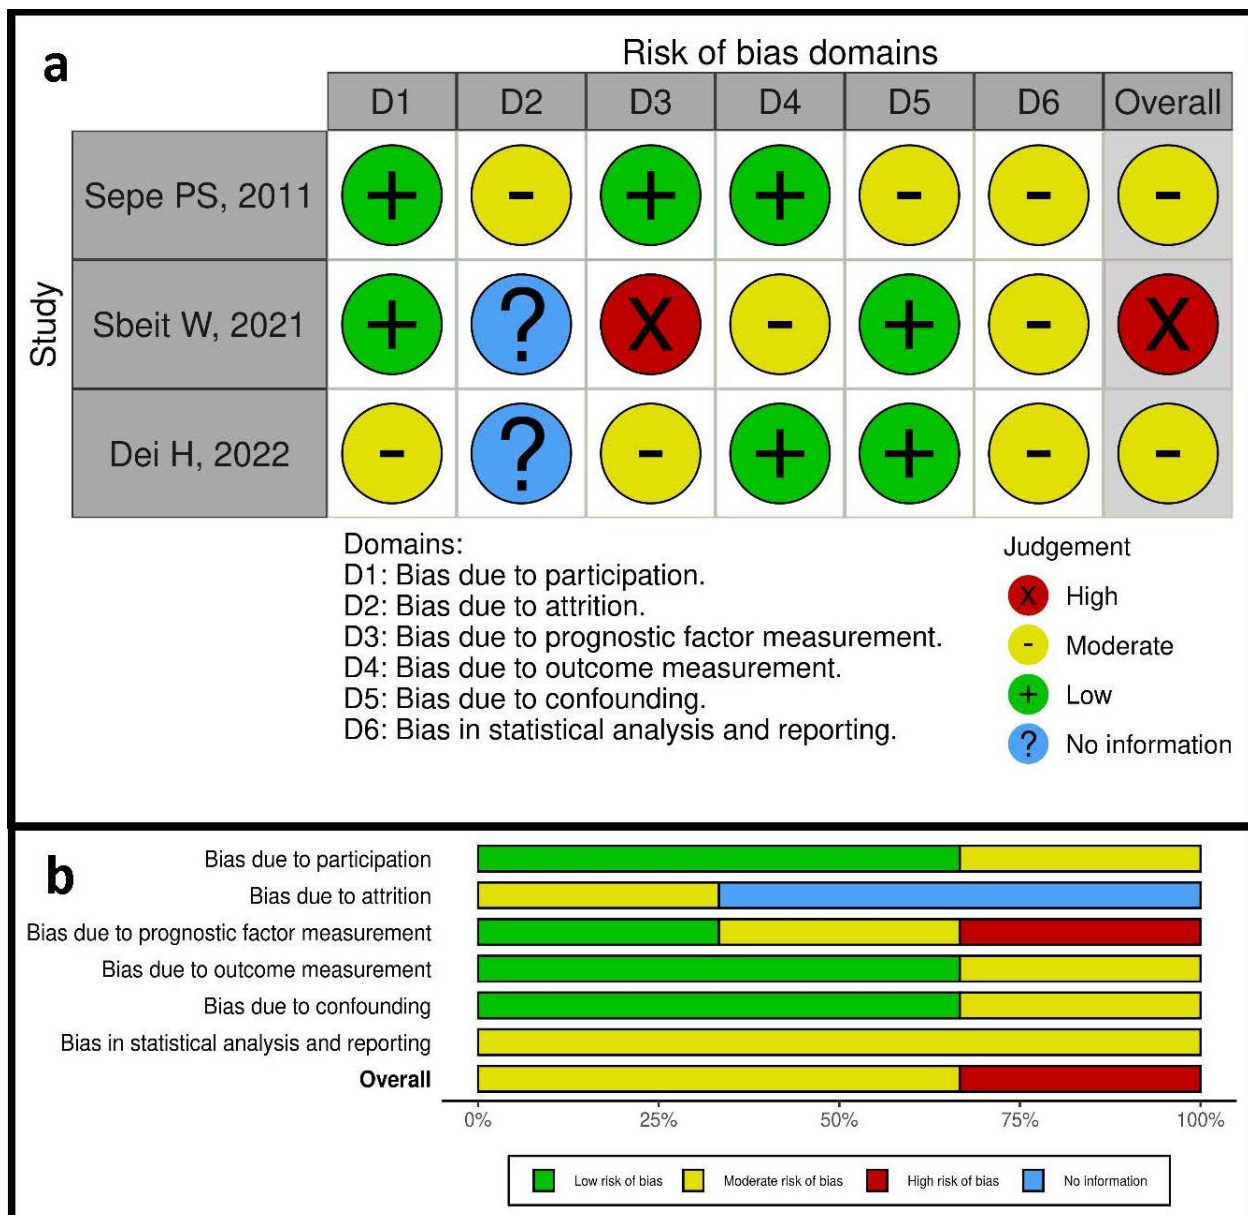 a
Risk of bias domains
D1 D2 D3 D4 D5 D6 Overall
Study
Sepe PS, 2011 + - + + - - -
Sbeit W, 2021 + ? X - + - X
Dei H, 2022 - ? - + + - -
Domains:
D1: Bias due to participation.
D2: Bias due to attrition.
D3: Bias due to prognostic factor measurement.
D4: Bias due to outcome measurement.
D5: Bias due to confounding.
D6: Bias in statistical analysis and reporting.
Judgement
X High
- Moderate
+ Low
? No information
b
Bias due to participation
Bias due to attrition
Bias due to prognostic factor measurement
Bias due to outcome measurement
Bias due to confounding
Bias in statistical analysis and reporting
Overall
0% 25% 50% 75% 100%
Low risk of bias Moderate risk of bias High risk of bias No information